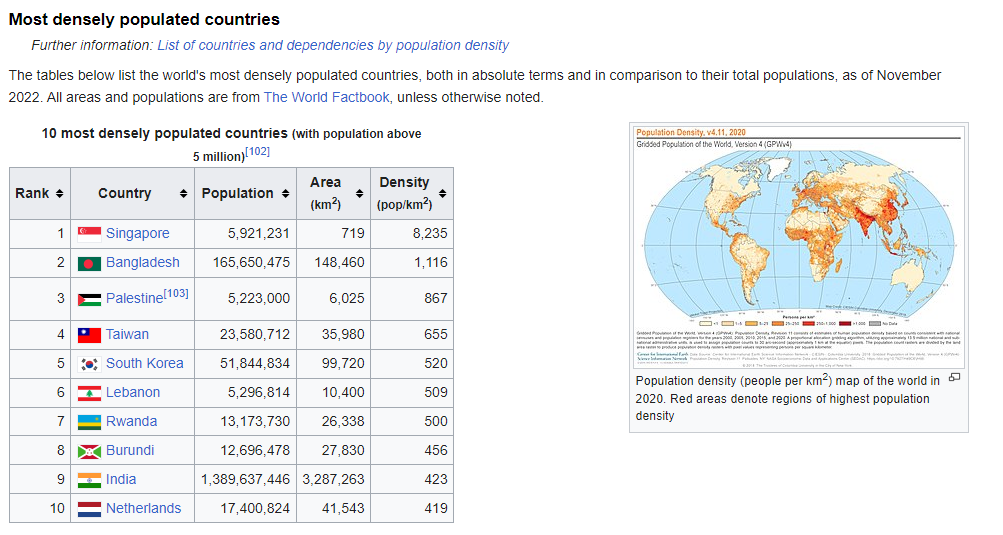 Most densely populated countries
Further information: List of countries and dependencies by population density
The tables below list the world's most densely populated countries, both in absolute terms and in comparison to their total populations, as of November
2022. All areas and populations are from The World Factbook, unless otherwise noted.
10 most densely populated countries (with population above
5 million)[102]
Rank Country Population Area (km²) Density (pop/km²)
1 Singapore 5,921,231 719 8,235
2 Bangladesh 165,650,475 148,460 1,116
3 Palestine[103] 5,223,000 6,025 867
4 Taiwan 23,580,712 35,980 655
5 South Korea 51,844,834 99,720 520
6 Lebanon 5,296,814 10,400 509
7 Rwanda 13,173,730 26,338 500
8 Burundi 12,696,478 27,830 456
9 India 1,389,637,446 3,287,263 423
10 Netherlands 17,400,824 41,543 419
Population Density, v4.11, 2020
Gridded Population of the World, Version 4 (GPWv4)
Persons per km²
<1 1-5 5-25 25-250 250-1,000 >1,000 No Data
Population density (people per km²) map of the world in
2020. Red areas denote regions of highest population
density